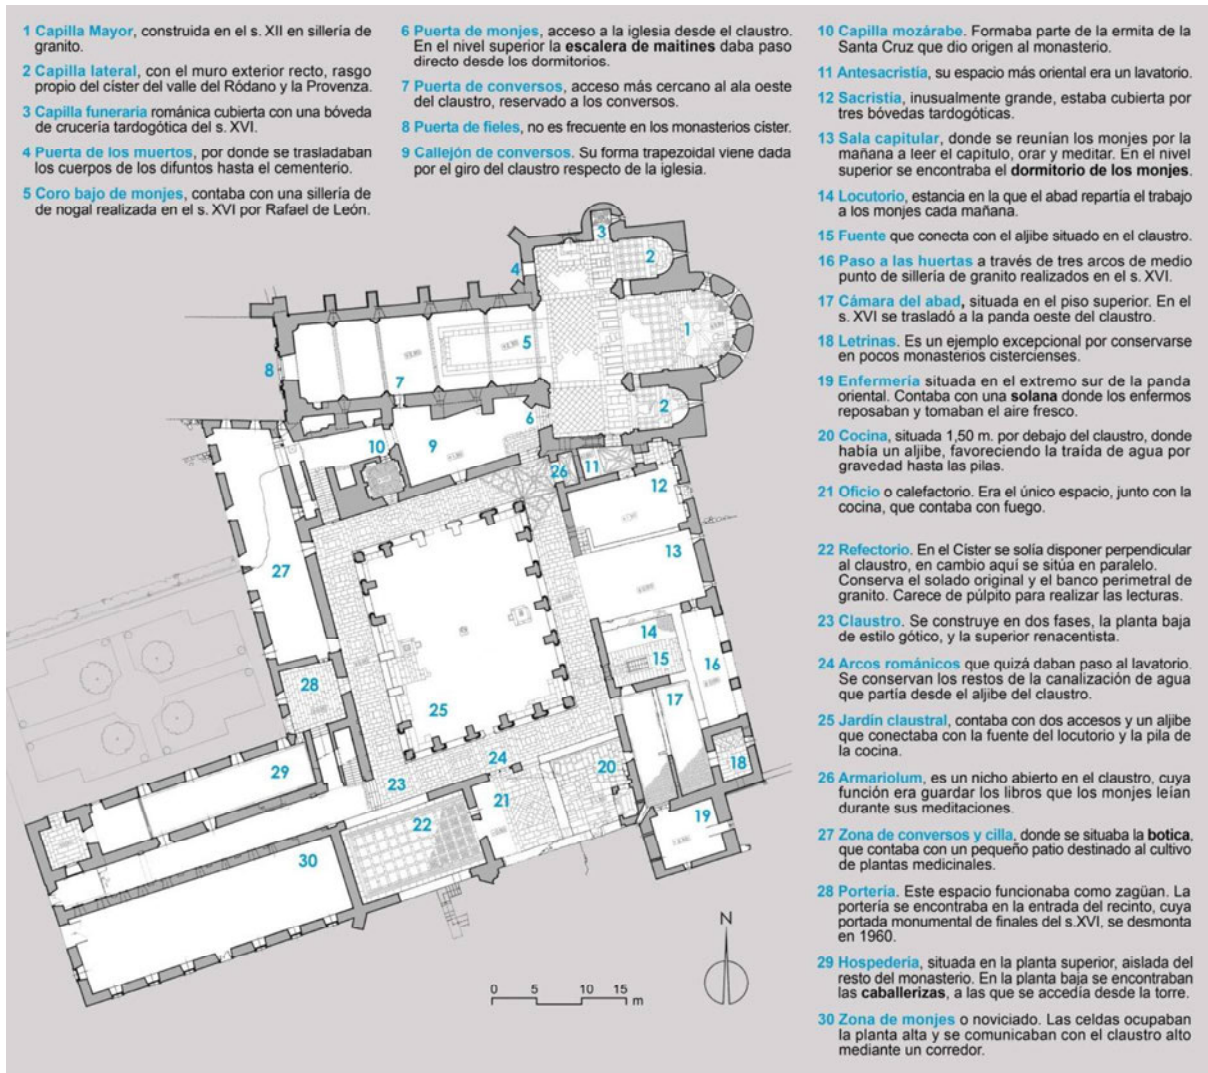 1 Capilla Mayor, construida en el s. XII en sillería de
granito.
2 Capilla lateral, con el muro exterior recto, rasgo
propio del císter del valle del Ródano y la Provenza.
3 Capilla funeraria románica cubierta con una bóveda
de crucería tardogótica del s. XVI.
4 Puerta de los muertos, por donde se trasladaban
los cuerpos de los difuntos hasta el cementerio.
5 Coro bajo de monjes, contaba con una sillería de
de nogal realizada en el s. XVI por Rafael de León.
6 Puerta de monjes, acceso a la iglesia desde el claustro.
En el nivel superior la escalera de maitines daba paso
directo desde los dormitorios.
7 Puerta de conversos, acceso más cercano al ala oeste
del claustro, reservado a los conversos.
8 Puerta de fieles, no es frecuente en los monasterios císter.
9 Callejón de conversos. Su forma trapezoidal viene dada
por el giro del claustro respecto de la iglesia.
10 Capilla mozárabe. Formaba parte de la ermita de la
Santa Cruz que dio origen al monasterio.
11 Antesacristía, su espacio más oriental era un lavatorio.
12 Sacristía, inusualmente grande, estaba cubierta por
tres bóvedas tardogóticas.
13 Sala capitular, donde se reunían los monjes por la
mañana a leer el capítulo, orar y meditar. En el nivel
superior se encontraba el dormitorio de los monjes.
14 Locutorio, estancia en la que el abad repartía el trabajo
a los monjes cada mañana.
15 Fuente que conecta con el aljibe situado en el claustro.
16 Paso a las huertas a través de tres arcos de medio
punto de sillería de granito realizados en el s. XVI.
17 Cámara del abad, situada en el piso superior. En el
s. XVI se trasladó a la panda oeste del claustro.
18 Letrinas. Es un ejemplo excepcional por conservarse
en pocos monasterios cistercienses.
19 Enfermería situada en el extremo sur de la panda
oriental. Contaba con una solana donde los enfermos
reposaban y tomaban el aire fresco.
20 Cocina, situada 1,50 m. por debajo del claustro, donde
había un aljibe, favoreciendo la traída de agua por
gravedad hasta las pilas.
21 Oficio o calefactorio. Era el único espacio, junto con la
cocina, que contaba con fuego.
22 Refectorio. En el Císter se solía disponer perpendicular
al claustro, en cambio aquí se sitúa en paralelo.
Conserva el solado original y el banco perimetral de
granito. Carece de púlpito para realizar las lecturas.
23 Claustro. Se construye en dos fases, la planta baja
de estilo gótico, y la superior renacentista.
24 Arcos románicos que quizá daban paso al lavatorio.
Se conservan los restos de la canalización de agua
que partía desde el aljibe del claustro.
25 Jardín claustral, contaba con dos accesos y un aljibe
que conectaba con la fuente del locutorio y la pila de
la cocina.
26 Armariolum, es un nicho abierto en el claustro, cuya
función era guardar los libros que los monjes leían
durante sus meditaciones.
27 Zona de conversos y cilla, donde se situaba la botica,
que contaba con un pequeño patio destinado al cultivo
de plantas medicinales.
28 Portería. Este espacio funcionaba como zagüan. La
portería se encontraba en la entrada del recinto, cuya
portada monumental de finales del s.XVI, se desmonta
en 1960.
29 Hospedería, situada en la planta superior, aislada del
resto del monasterio. En la planta baja se encontraban
las caballerizas, a las que se accedía desde la torre.
30 Zona de monjes o noviciado. Las celdas ocupaban
la planta alta y se comunicaban con el claustro alto
mediante un corredor.
3
2
4
1
5
8
7
2
6
10
9
26
11
12
27
13
14
15
16
28
17
25
24
20
18
29
23
21
19
22
30
N
0 5 10 15
m